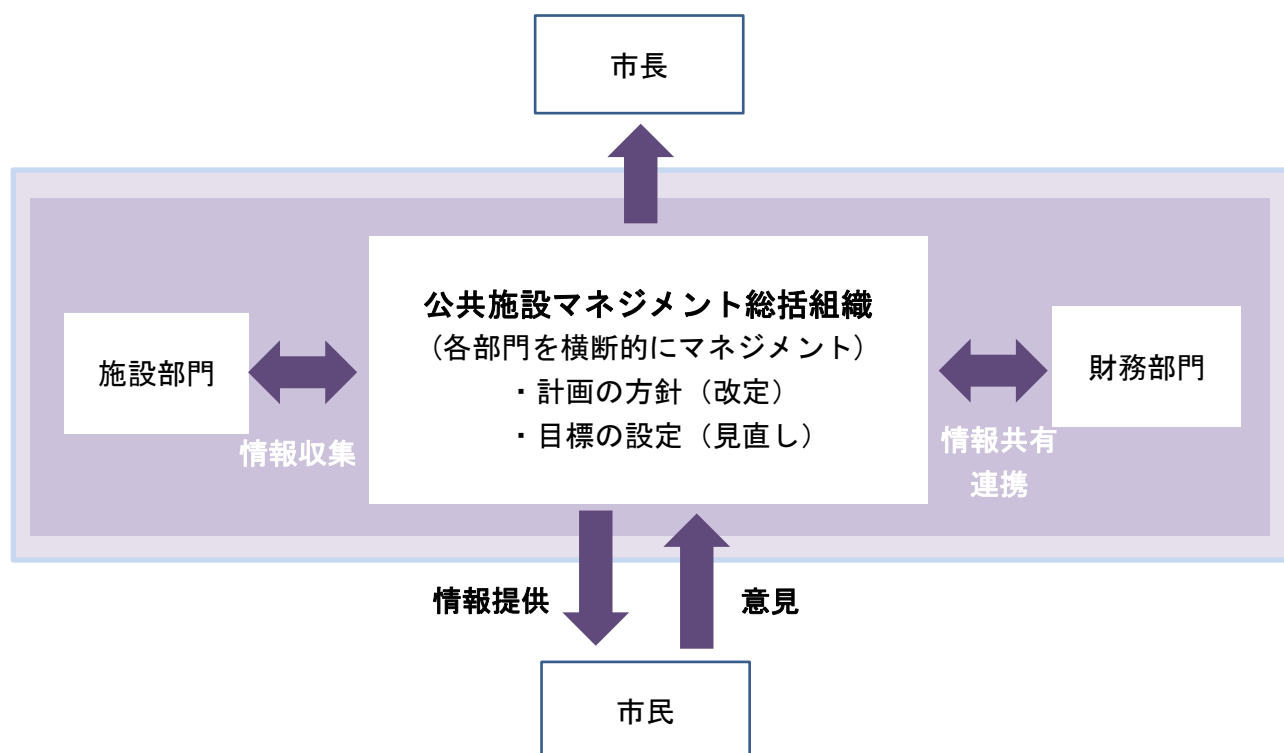 市長
公共施設マネジメント総括組織
（各部門を横断的にマネジメント）
・計画の方針（改定）
・目標の設定（見直し）
施設部門
情報収集
財務部門
情報共有
連携
情報提供
意見
市民